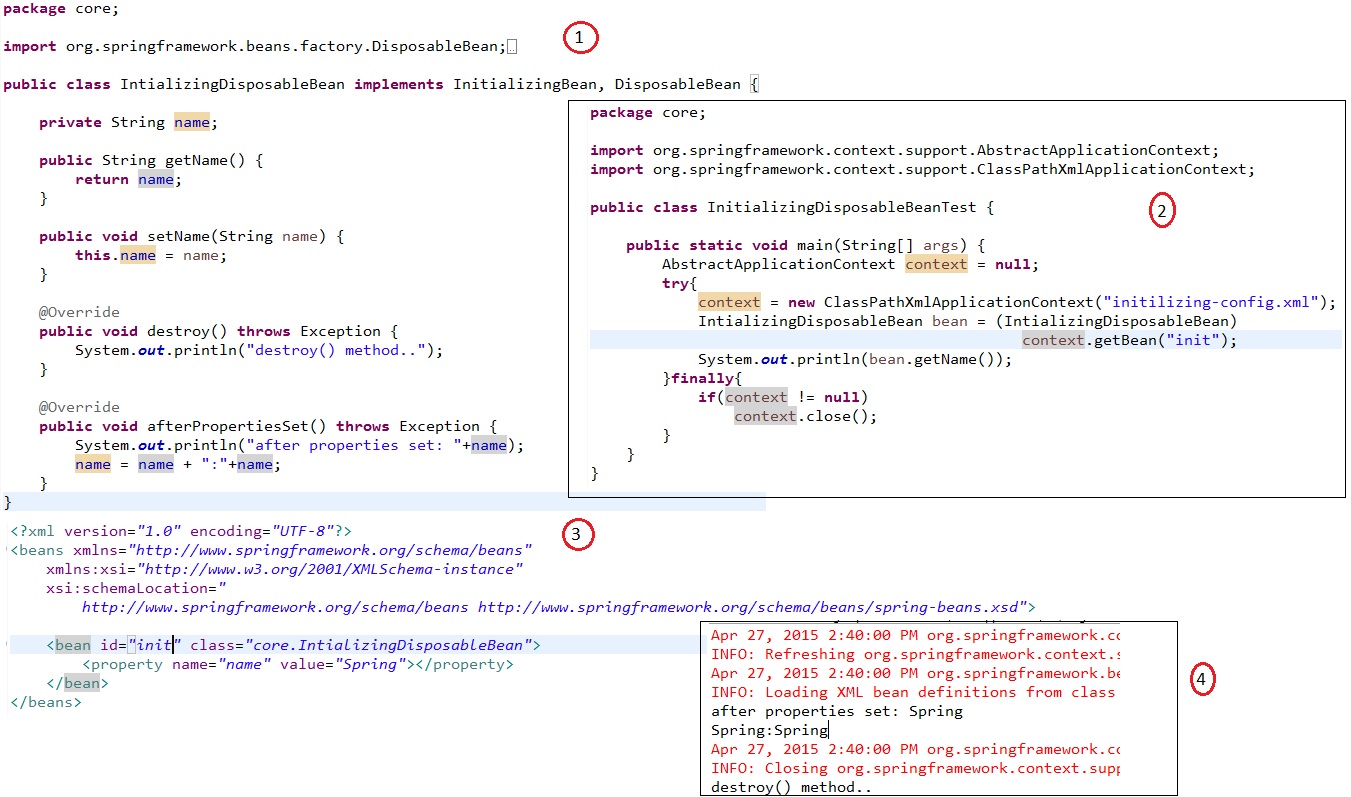 package core;
import org.springframework.beans.factory.DisposableBean;
1
public class IntializingDisposableBean implements InitializingBean, DisposableBean {
private String name;
public String getName() {
return name;
}
public void setName(String name) {
this.name = name;
}
@Override
public void destroy() throws Exception {
System.out.println("destroy() method..");
}
@Override
public void afterPropertiesSet() throws Exception {
System.out.println("after properties set: "+name);
name = name + ":"+name;
}
}
package core;
import org.springframework.context.support.AbstractApplicationContext;
import org.springframework.context.support.ClassPathXmlApplicationContext;
public class InitializingDisposableBeanTest {
2
public static void main(String[] args) {
AbstractApplicationContext context = null;
try{
context = new ClassPathXmlApplicationContext("initilizing-config.xml");
IntializingDisposableBean bean = (IntializingDisposableBean)
context.getBean("init");
System.out.println(bean.getName());
}finally{
if(context != null)
context.close();
}
}
}
<?xml version="1.0" encoding="UTF-8"?>
3
<beans xmlns="http://www.springframework.org/schema/beans"
xmlns:xsi="http://www.w3.org/2001/XMLSchema-instance"
xsi:schemaLocation="
http://www.springframework.org/schema/beans http://www.springframework.org/schema/beans/spring-beans.xsd">
<bean id="init" class="core.IntializingDisposableBean">
<property name="name" value="Spring"></property>
</bean>
</beans>
Apr 27, 2015 2:40:00 PM org.springframework.co
INFO: Refreshing org.springframework.context.s
Apr 27, 2015 2:40:00 PM org.springframework.be
INFO: Loading XML bean definitions from class
after properties set: Spring
Spring:Spring
Apr 27, 2015 2:40:00 PM org.springframework.co
INFO: Closing org.springframework.context.supp
destroy() method..
4